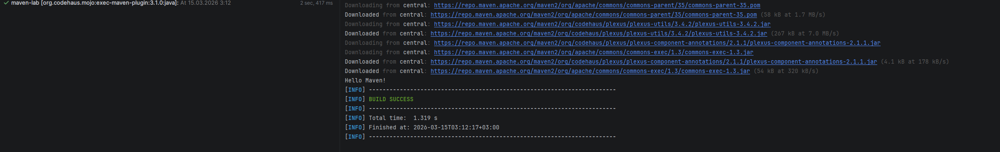 maven-lab [org.codehaus.mojo:exec-maven-plugin:3.1.0:java]: At 15.03.2026 3:12 2 sec, 417 ms
Downloading from central: https://repo.maven.apache.org/maven2/org/apache/commons/commons-parent/35/commons-parent-35.pom
Downloaded from central: https://repo.maven.apache.org/maven2/org/apache/commons/commons-parent/35/commons-parent-35.pom (58 kB at 1.7 MB/s)
Downloading from central: https://repo.maven.apache.org/maven2/org/codehaus/plexus/plexus-utils/3.4.2/plexus-utils-3.4.2.jar
Downloaded from central: https://repo.maven.apache.org/maven2/org/codehaus/plexus/plexus-utils/3.4.2/plexus-utils-3.4.2.jar (267 kB at 7.0 MB/s)
Downloading from central: https://repo.maven.apache.org/maven2/org/codehaus/plexus/plexus-component-annotations/2.1.1/plexus-component-annotations-2.1.1.jar
Downloading from central: https://repo.maven.apache.org/maven2/org/apache/commons/commons-exec/1.3/commons-exec-1.3.jar
Downloaded from central: https://repo.maven.apache.org/maven2/org/codehaus/plexus/plexus-component-annotations/2.1.1/plexus-component-annotations-2.1.1.jar (4.1 kB at 178 kB/s)
Downloaded from central: https://repo.maven.apache.org/maven2/org/apache/commons/commons-exec/1.3/commons-exec-1.3.jar (54 kB at 320 kB/s)
Hello Maven!
[INFO] ------------------------------------------------------------------------
[INFO] BUILD SUCCESS
[INFO] ------------------------------------------------------------------------
[INFO] Total time:  1.319 s
[INFO] Finished at: 2026-03-15T03:12:17+03:00
[INFO] ------------------------------------------------------------------------